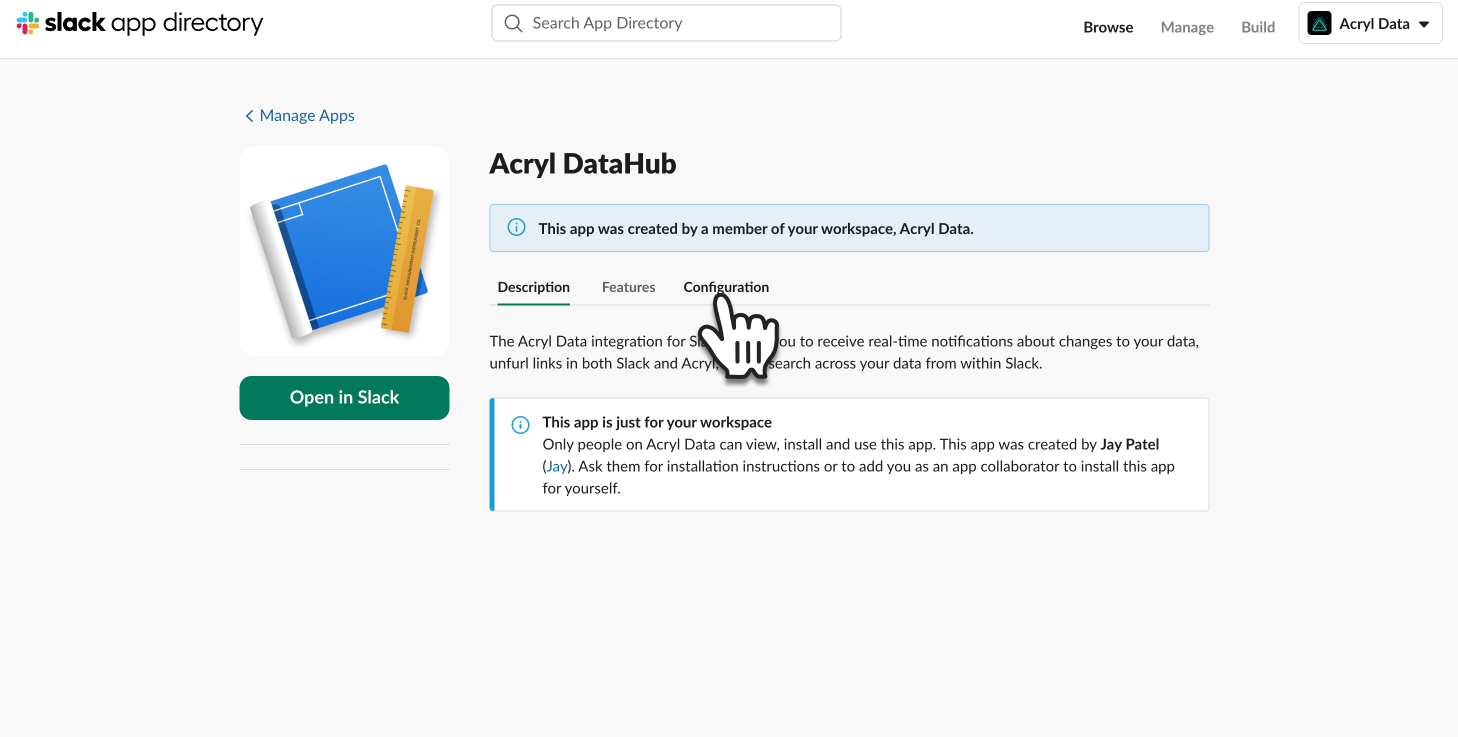 slack app directory
Search App Directory
Browse
Manage
Build
Acryl Data
Manage Apps
Acryl DataHub
This app was created by a member of your workspace, Acryl Data.
Description
Features
Configuration
The Acryl Data integration for ou to receive real-time notifications about changes to your data,
unfurl links in both Slack and Acryl, search across your data from within Slack.
Open in Slack
This app is just for your workspace
Only people on Acryl Data can view, install and use this app. This app was created by Jay Patel
(Jay). Ask them for installation instructions or to add you as an app collaborator to install this app
for yourself.